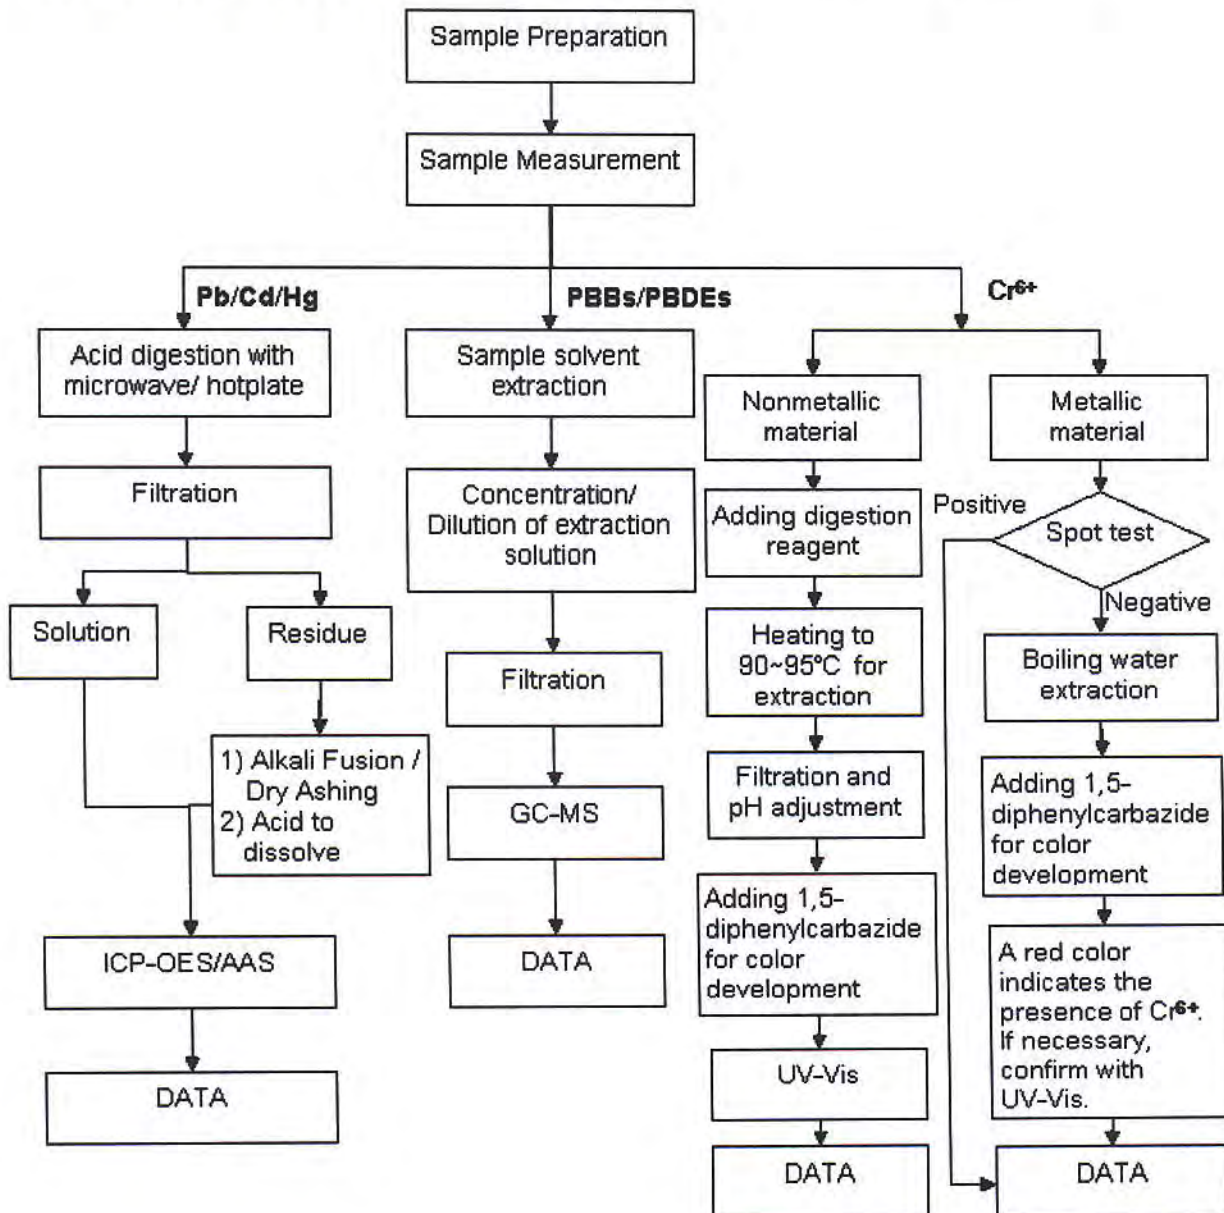 Sample Preparation
Sample Measurement
Pb/Cd/Hg
Acid digestion with
microwave/ hotplate
Filtration
Solution
Residue
1) Alkali Fusion /
Dry Ashing
2) Acid to
dissolve
ICP-OES/AAS
DATA
PBBs/PBDEs
Sample solvent
extraction
Concentration/
Dilution of extraction
solution
Filtration
GC-MS
DATA
Cr⁶⁺
Nonmetallic
material
Adding digestion
reagent
Heating to
90~95°C for
extraction
Filtration and
pH adjustment
Adding 1,5-
diphenylcarbazide
for color
development
UV-Vis
DATA
Metallic
material
Spot test
Positive
Negative
Boiling water
extraction
Adding 1,5-
diphenylcarbazide
for color
development
A red color
indicates the
presence of Cr⁶⁺.
If necessary,
confirm with
UV-Vis.
DATA